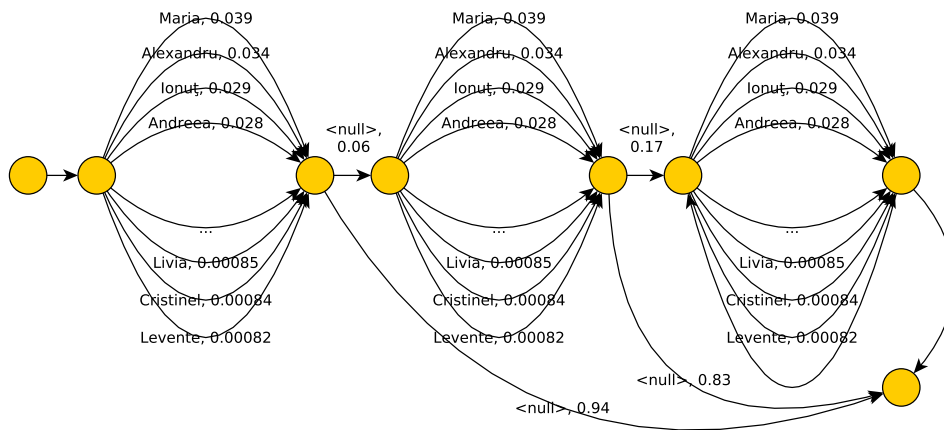 Maria, 0.039
Alexandru, 0.034
Ionuţ, 0.029
Andreea, 0.028
...
Livia, 0.00085
Cristinel, 0.00084
Levente, 0.00082
<null>,
0.06
Maria, 0.039
Alexandru, 0.034
Ionuţ, 0.029
Andreea, 0.028
...
Livia, 0.00085
Cristinel, 0.00084
Levente, 0.00082
<null>,
0.17
Maria, 0.039
Alexandru, 0.034
Ionuţ, 0.029
Andreea, 0.028
...
Livia, 0.00085
Cristinel, 0.00084
Levente, 0.00082
<null>, 0.83
<null>, 0.94